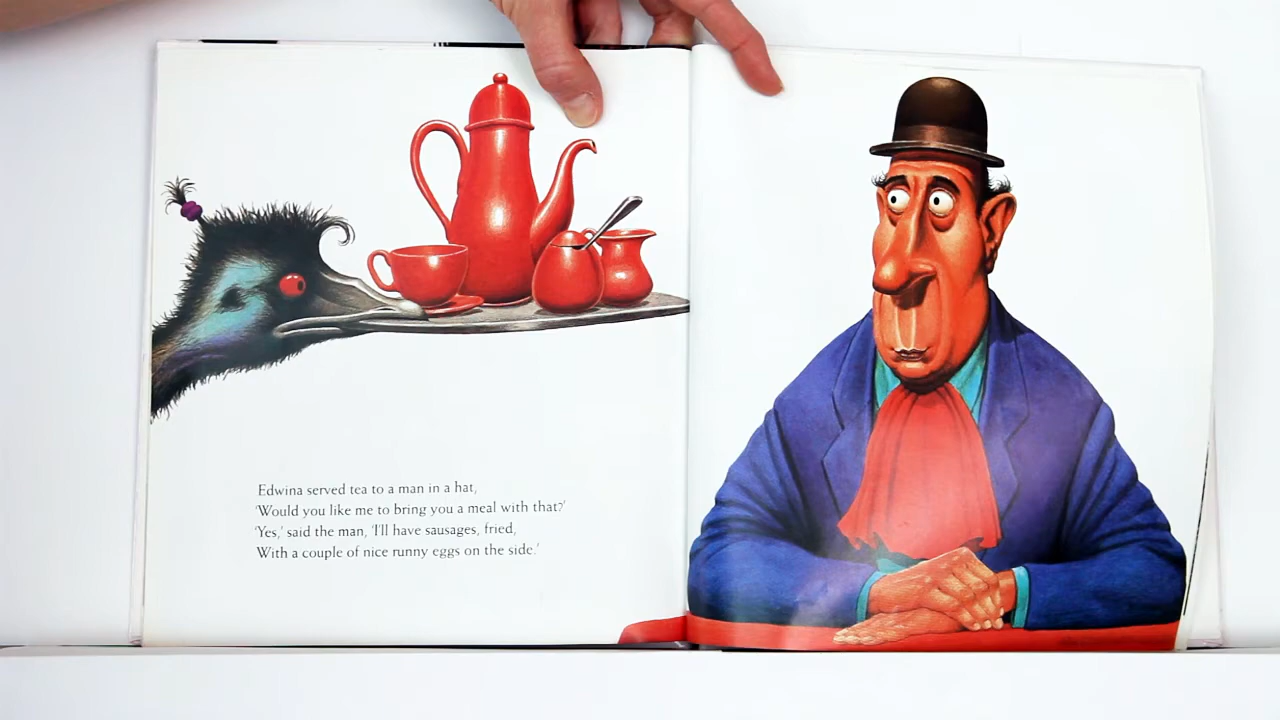 Edwina served tea to a man in a hat,
‘Would you like me to bring you a meal with that?’
‘Yes,’ said the man, ‘I’ll have sausages, fried,
With a couple of nice runny eggs on the side.’